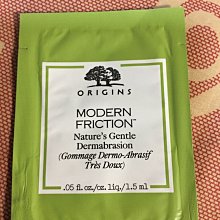 ORIGINS
MODERN
FRICTION™
Nature's Gentle
Dermabrasion
(Gommage Dermo-Abrasif
Très Doux)
.05 fl.oz./oz.liq./1.5 ml